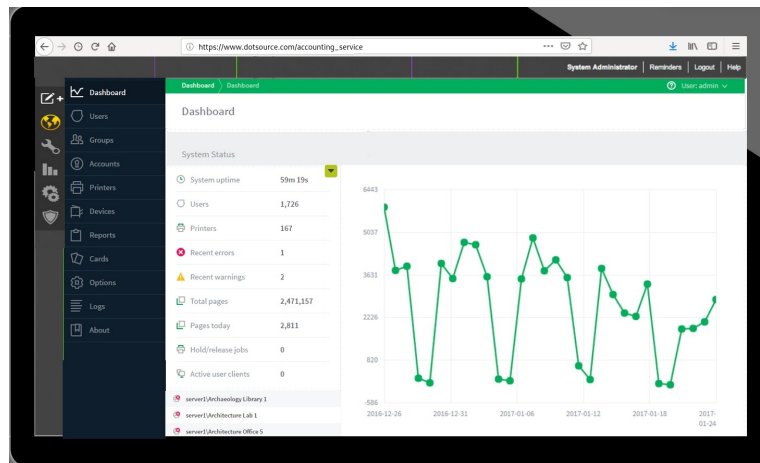 https://www.dotsource.com/accounting_service
System Administrator | Reminders | Logout | Help
Dashboard Dashboard
User: admin
Dashboard
Users
Groups
Accounts
Printers
Devices
Reports
Cards
Options
Logs
About
Dashboard
System Status
System uptime 59m 19s
Users 1,726
Printers 167
Recent errors 1
Recent warnings 2
Total pages 2,471,157
Pages today 2,811
Hold/release jobs 0
Active user clients 0
server1\Archaeology Library 1
server1\Architecture Lab 1
server1\Architecture Office 5
6443
5037
3631
2226
820
-586
2016-12-26 2016-12-31 2017-01-06 2017-01-12 2017-01-18 2017-
01-24